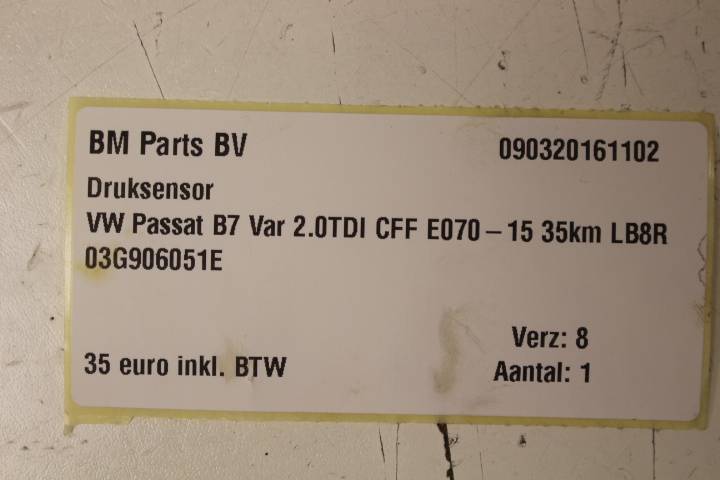 BM Parts BV 090320161102
Druksensor
VW Passat B7 Var 2.0TDI CFF E070 – 15 35km LB8R
03G906051E
Verz: 8
35 euro inkl. BTW Aantal: 1